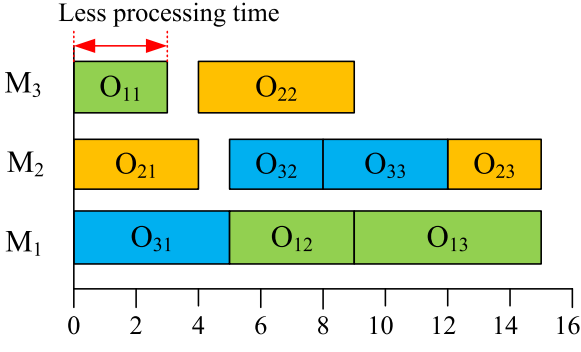 Less processing time
M₃ O₁₁ O₂₂
M₂ O₂₁ O₃₂ O₃₃ O₂₃
M₁ O₃₁ O₁₂ O₁₃
0 2 4 6 8 10 12 14 16